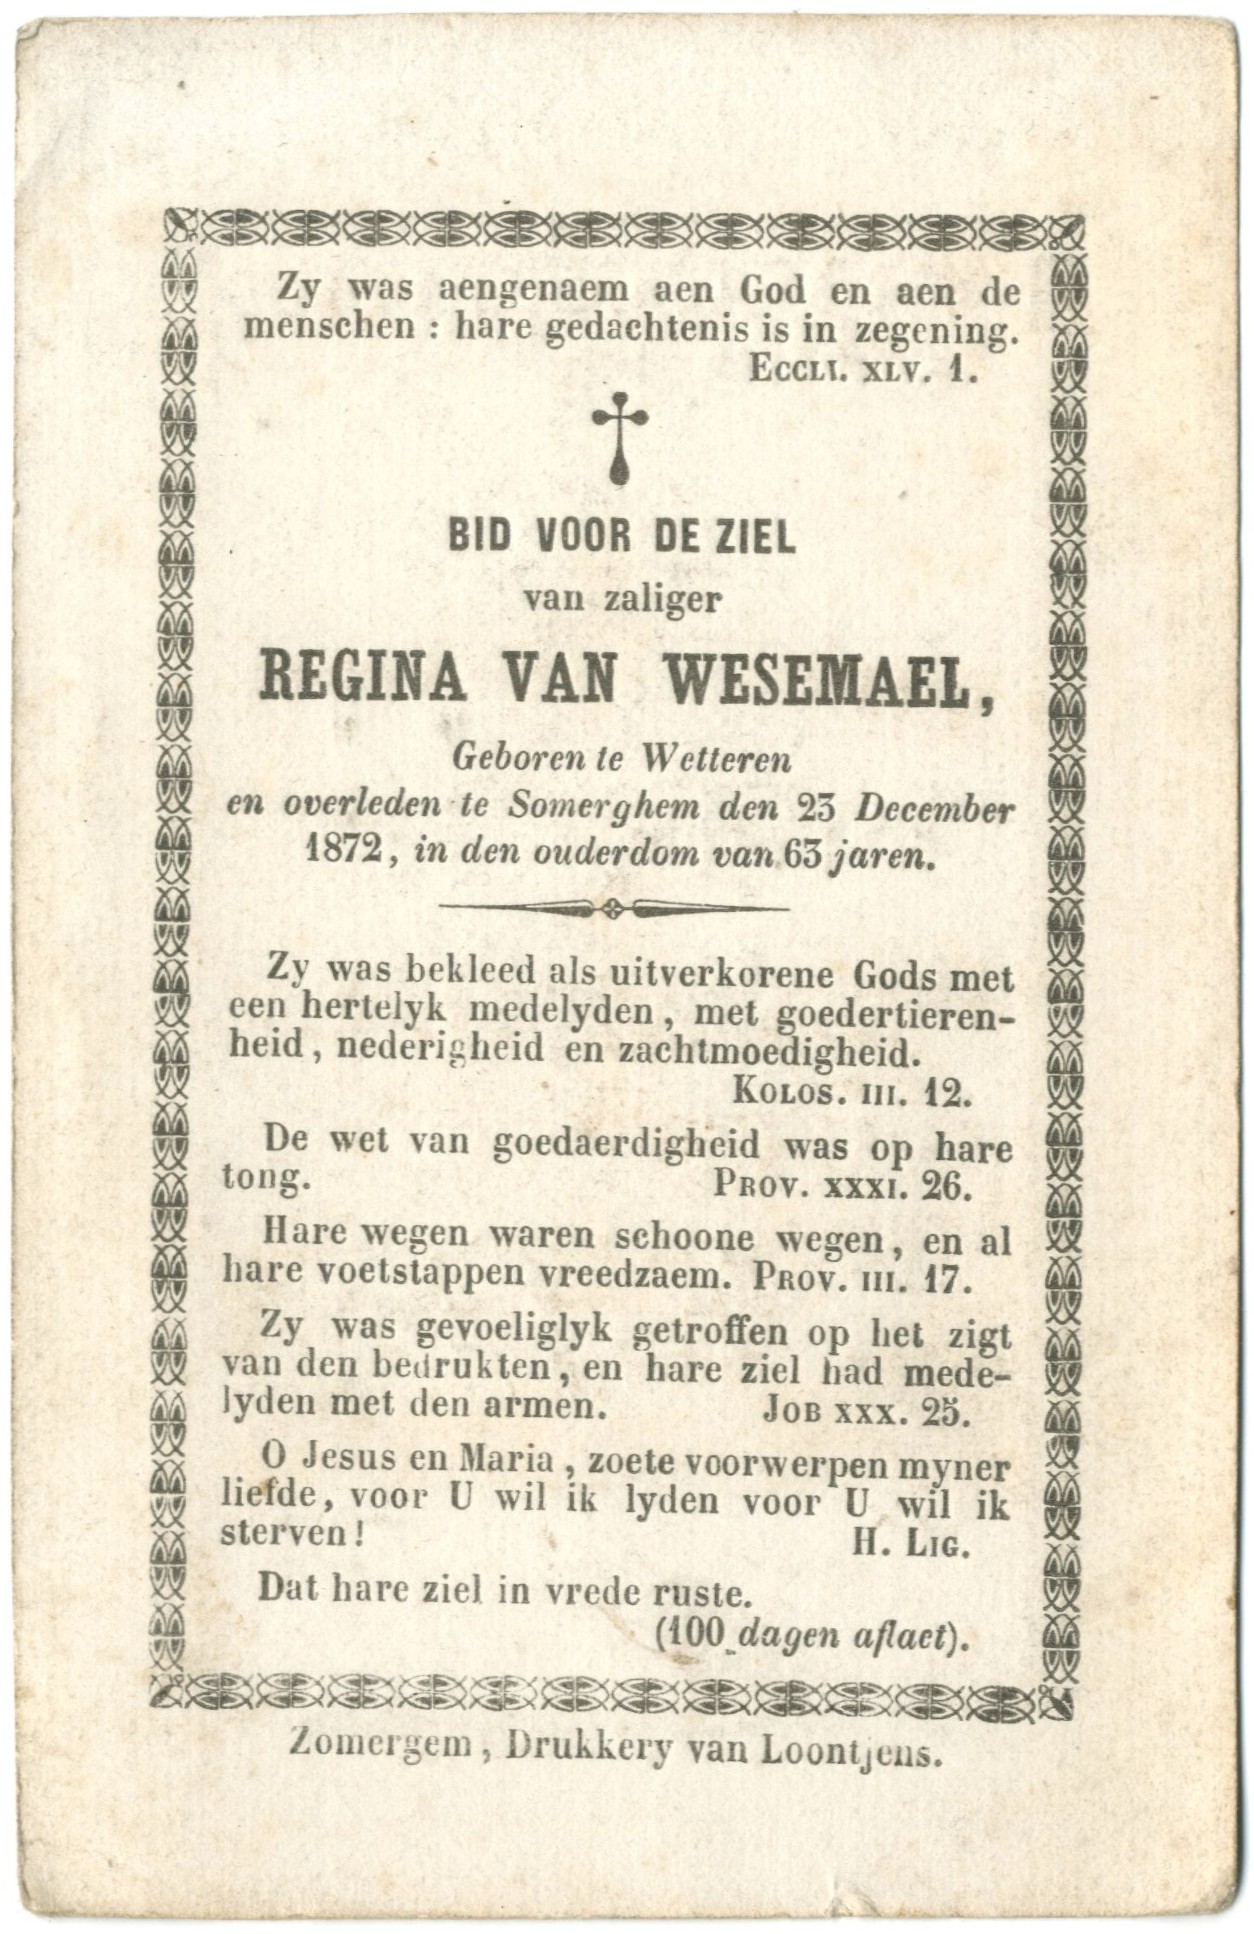 Zy was aengenaem aen God en aen de
menschen : hare gedachtenis is in zegening.
ECCLI. XLV. 1.
BID VOOR DE ZIEL
van zaliger
REGINA VAN WESEMAEL,
Geboren te Wetteren
en overleden te Somerghem den 23 December
1872, in den ouderdom van 63 jaren.
Zy was bekleed als uitverkorene Gods met
een hertelyk medelyden, met goedertieren-
heid, nederigheid en zachtmoedigheid.
KOLOS. III. 12.
De wet van goedaerdigheid was op hare
tong. PROV. XXXI. 26.
Hare wegen waren schoone wegen, en al
hare voetstappen vreedzaem. PROV. III. 17.
Zy was gevoeliglyk getroffen op het zigt
van den bedrukten, en hare ziel had mede-
lyden met den armen. JOB XXX. 25.
O Jesus en Maria, zoete voorwerpen myner
liefde, voor U wil ik lyden voor U wil ik
sterven! H. LIG.
Dat hare ziel in vrede ruste.
(100 dagen aflaet).
Zomergem, Drukkery van Loontjens.